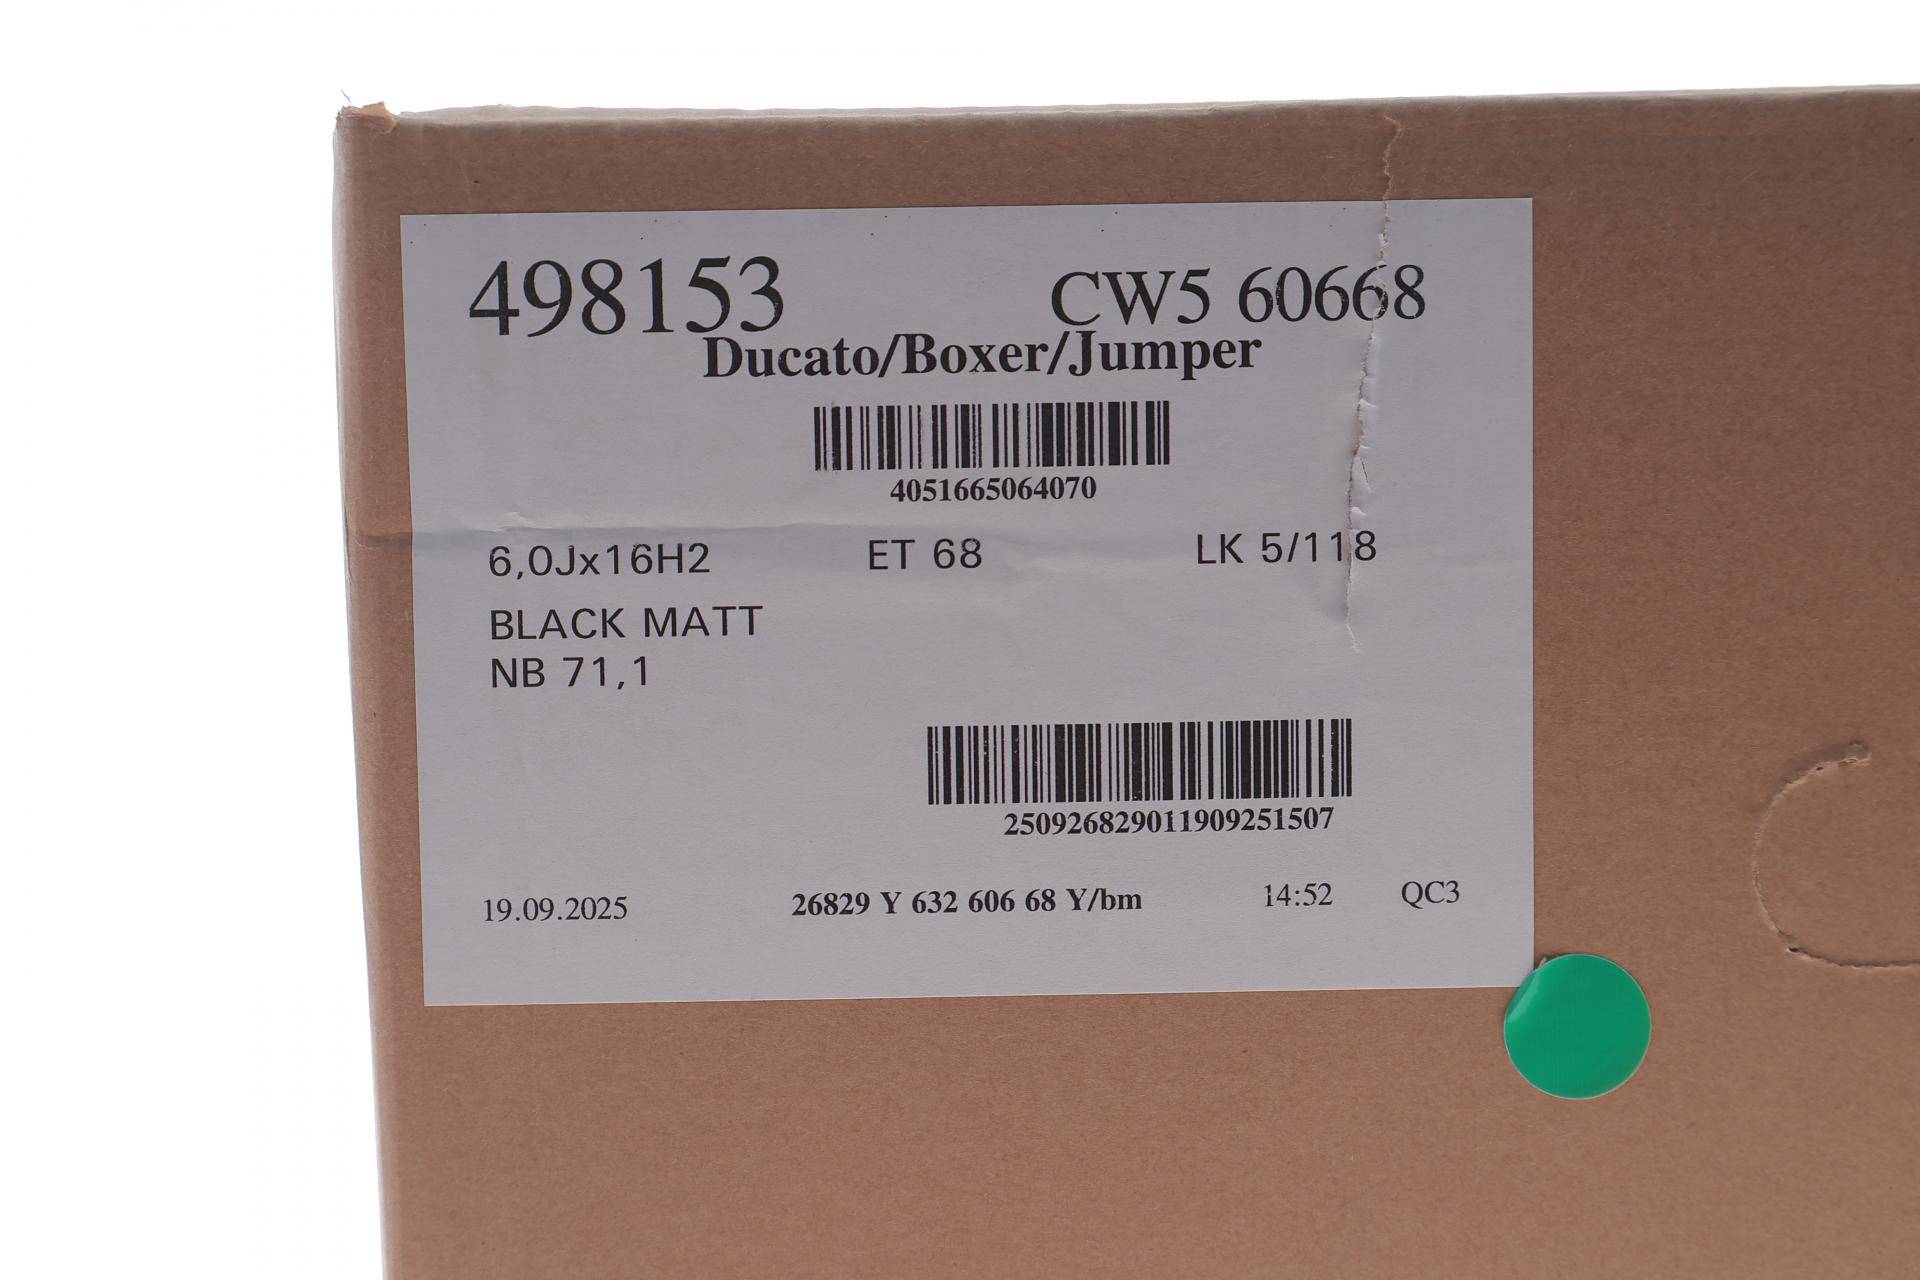 498153 CW5 60668
Ducato/Boxer/Jumper
4051665064070
6,0Jx16H2 ET 68 LK 5/118
BLACK MATT
NB 71,1
250926829011909251507
19.09.2025 26829 Y 632 606 68 Y/bm 14:52 QC3